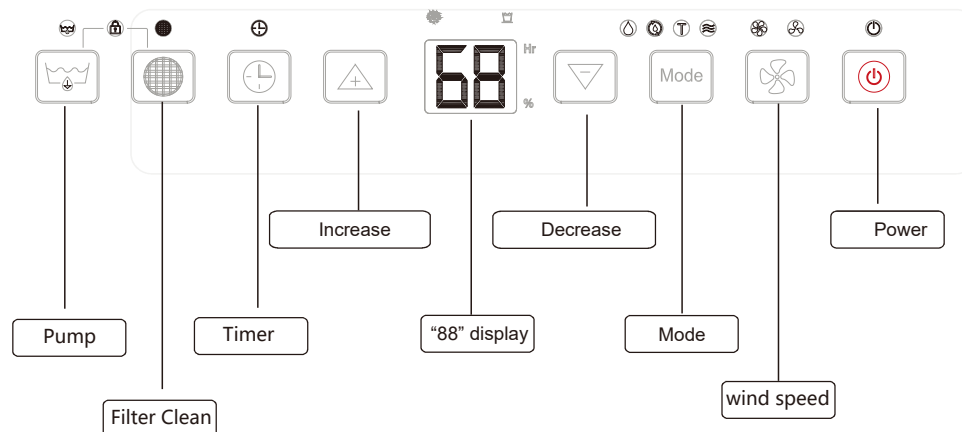 T
Hr
68
%
Mode
Increase
Decrease
Power
Pump
Timer
“88” display
Mode
wind speed
Filter Clean